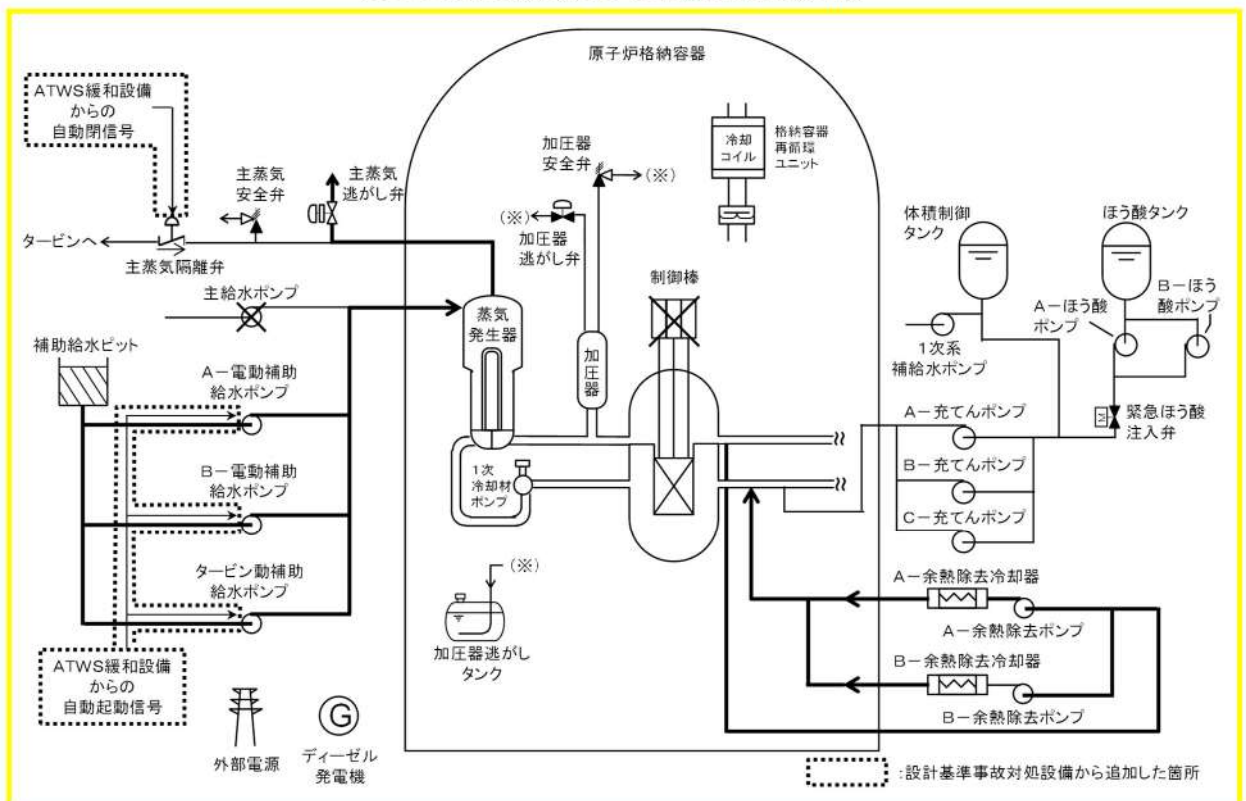 原子炉格納容器
ATWS緩和設備
からの
自動閉信号
主蒸気
安全弁
主蒸気
逃がし弁
タービンへ
主蒸気隔離弁
主給水ポンプ
補助給水ピット
A-電動補助
給水ポンプ
B-電動補助
給水ポンプ
タービン動補助
給水ポンプ
ATWS緩和設備
からの
自動起動信号
外部電源
G
ディーゼル
発電機
加圧器
安全弁
(※)
(※)
加圧器
逃がし弁
冷却
コイル
格納容器
再循環
ユニット
制御棒
蒸気
発生器
加圧器
1次
冷却材
ポンプ
(※)
加圧器逃がし
タンク
体積制御
タンク
ほう酸タンク
A-ほう酸
ポンプ
B-ほう
酸ポンプ
1次系
補給水ポンプ
M
緊急ほう酸
注入弁
A-充てんポンプ
B-充てんポンプ
C-充てんポンプ
A-余熱除去冷却器
A-余熱除去ポンプ
B-余熱除去冷却器
B-余熱除去ポンプ
:設計基準事故対処設備から追加した箇所